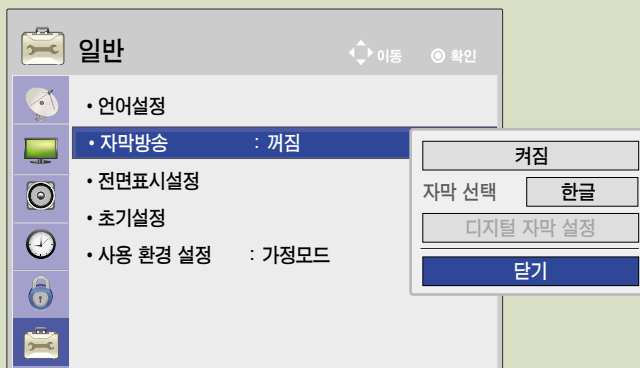 일반 이동 확인
• 언어설정
• 자막방송 : 꺼짐
• 전면표시설정
• 초기설정
• 사용 환경 설정 : 가정모드
켜짐
자막 선택 한글
디지털 자막 설정
닫기